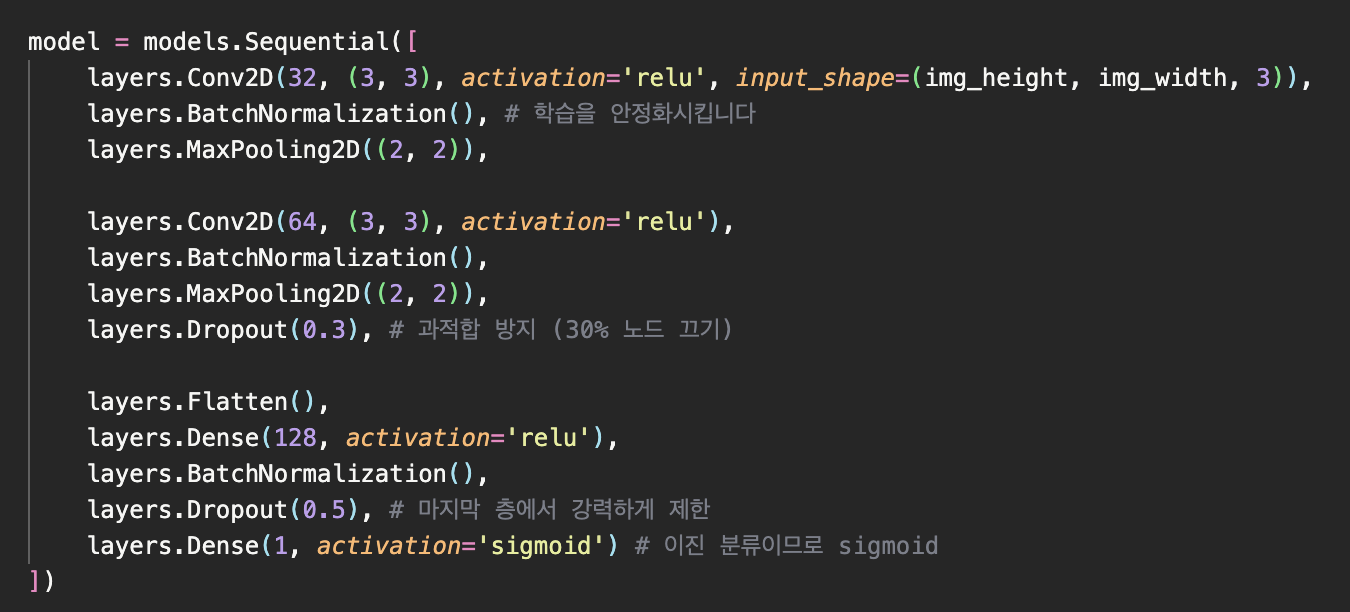 model = models.Sequential([
    layers.Conv2D(32, (3, 3), activation='relu', input_shape=(img_height, img_width, 3)),
    layers.BatchNormalization(), # 학습을 안정화시킵니다
    layers.MaxPooling2D((2, 2)),

    layers.Conv2D(64, (3, 3), activation='relu'),
    layers.BatchNormalization(),
    layers.MaxPooling2D((2, 2)),
    layers.Dropout(0.3), # 과적합 방지 (30% 노드 끄기)

    layers.Flatten(),
    layers.Dense(128, activation='relu'),
    layers.BatchNormalization(),
    layers.Dropout(0.5), # 마지막 층에서 강력하게 제한
    layers.Dense(1, activation='sigmoid') # 이진 분류이므로 sigmoid
])